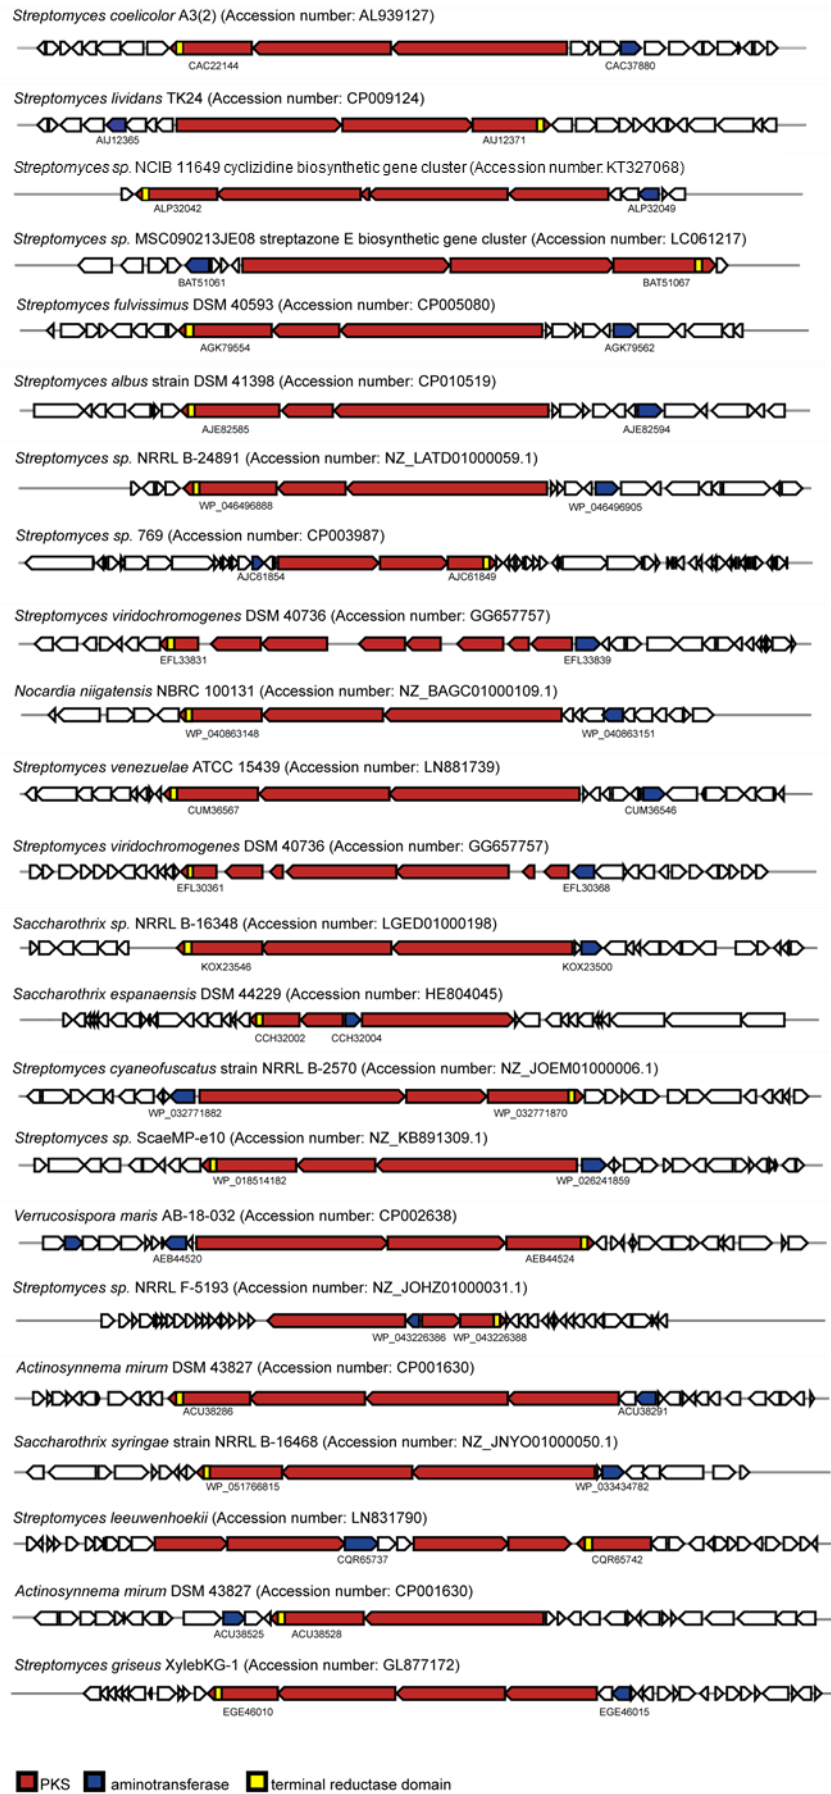 Streptomyces coelicolor A3(2) (Accession number: AL939127)
CAC22144 CAC37880
Streptomyces lividans TK24 (Accession number: CP009124)
AIJ12365 AIJ12371
Streptomyces sp. NCIB 11649 cyclizidine biosynthetic gene cluster (Accession number: KT327068)
ALP32042 ALP32049
Streptomyces sp. MSC090213JE08 streptazone E biosynthetic gene cluster (Accession number: LC061217)
BAT51061 BAT51067
Streptomyces fulvissimus DSM 40593 (Accession number: CP005080)
AGK79554 AGK79562
Streptomyces albus strain DSM 41398 (Accession number: CP010519)
AJE82585 AJE82594
Streptomyces sp. NRRL B-24891 (Accession number: NZ_LATD01000059.1)
WP_046496888 WP_046496905
Streptomyces sp. 769 (Accession number: CP003987)
AJC61854 AJC61849
Streptomyces viridochromogenes DSM 40736 (Accession number: GG657757)
EFL33831 EFL33839
Nocardia niigatensis NBRC 100131 (Accession number: NZ_BAGC01000109.1)
WP_040863148 WP_040863151
Streptomyces venezuelae ATCC 15439 (Accession number: LN881739)
CUM36567 CUM36546
Streptomyces viridochromogenes DSM 40736 (Accession number: GG657757)
EFL30361 EFL30368
Saccharothrix sp. NRRL B-16348 (Accession number: LGED01000198)
KOX23546 KOX23500
Saccharothrix espanaensis DSM 44229 (Accession number: HE804045)
CCH32002 CCH32004
Streptomyces cyaneofuscatus strain NRRL B-2570 (Accession number: NZ_JOEM01000006.1)
WP_032771882 WP_032771870
Streptomyces sp. ScaeMP-e10 (Accession number: NZ_KB891309.1)
WP_018514182 WP_026241859
Verrucosispora maris AB-18-032 (Accession number: CP002638)
AEB44520 AEB44524
Streptomyces sp. NRRL F-5193 (Accession number: NZ_JOHZ01000031.1)
WP_043226386 WP_043226388
Actinosynnema mirum DSM 43827 (Accession number: CP001630)
ACU38286 ACU38291
Saccharothrix syringae strain NRRL B-16468 (Accession number: NZ_JNYO01000050.1)
WP_051766815 WP_033434782
Streptomyces leeuwenhoekii (Accession number: LN831790)
CQR65737 CQR65742
Actinosynnema mirum DSM 43827 (Accession number: CP001630)
ACU38525 ACU38528
Streptomyces griseus XylebKG-1 (Accession number: GL877172)
EGE46010 EGE46015
PKS aminotransferase terminal reductase domain